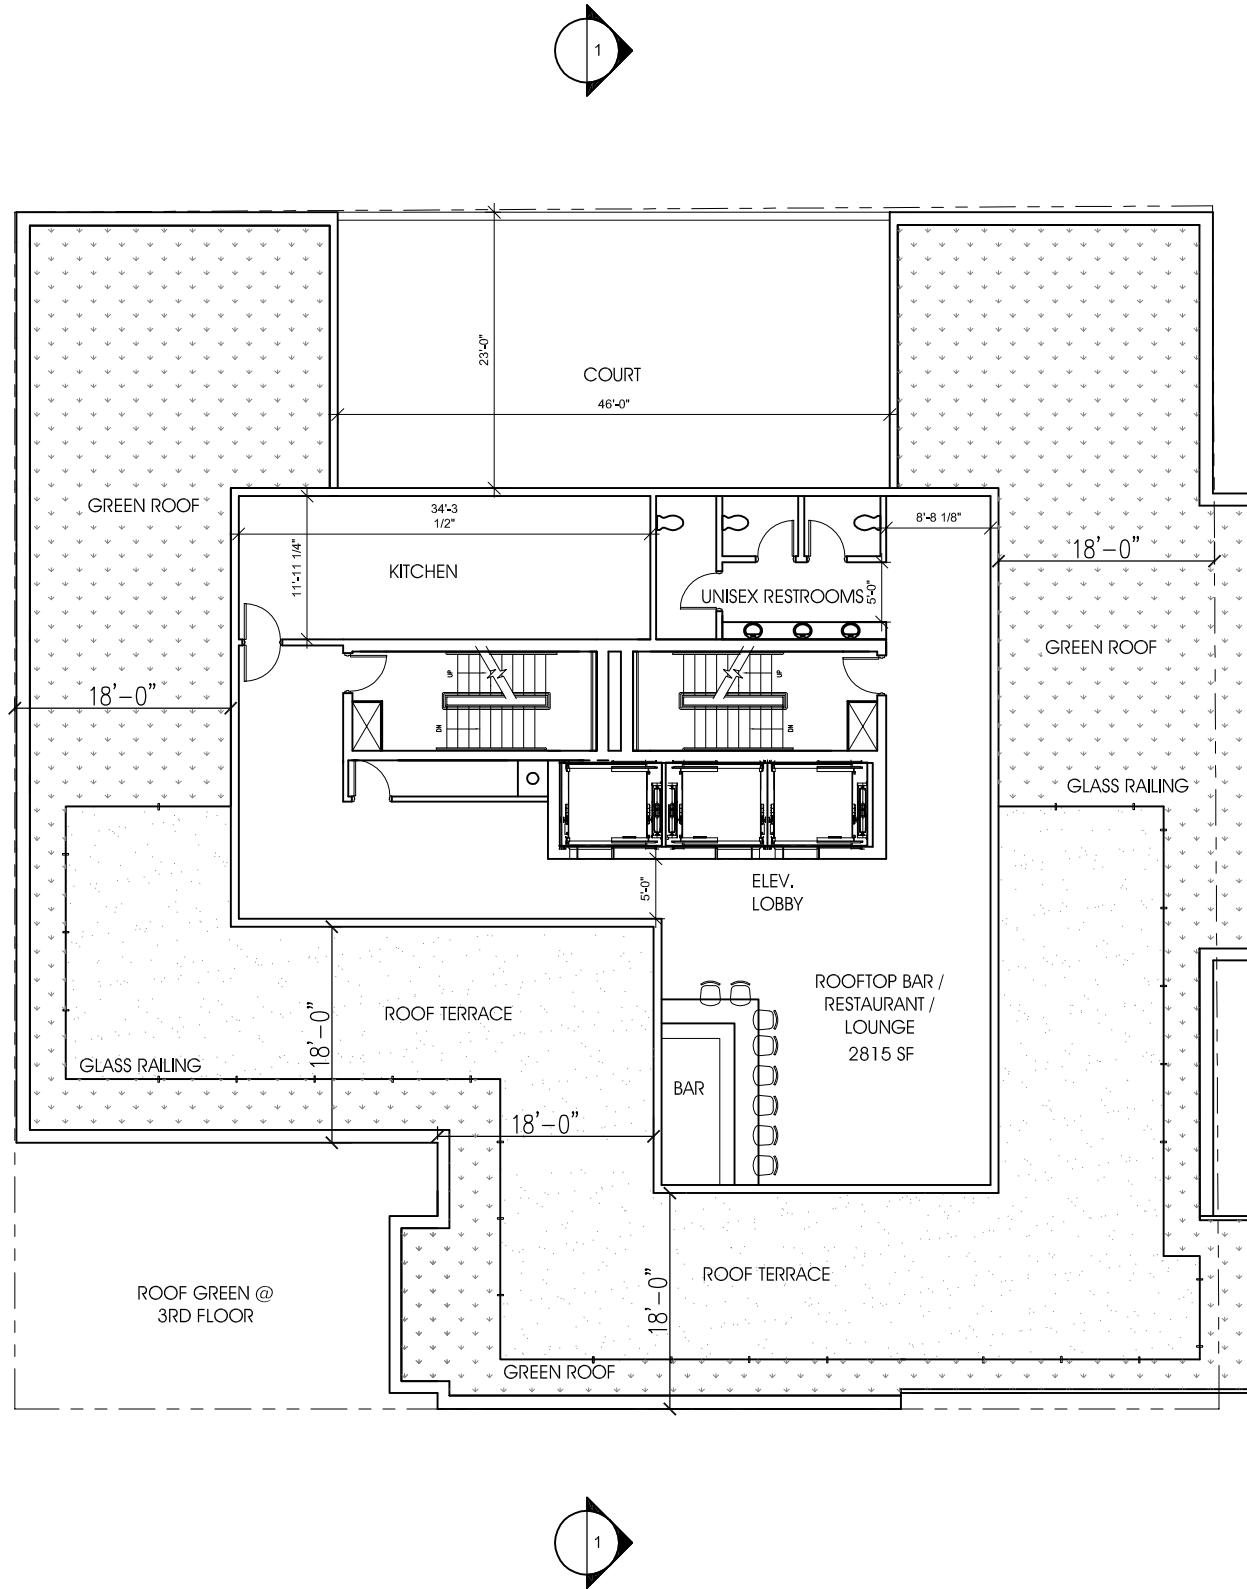 1
23'-0"
COURT
46'-0"
GREEN ROOF
34'-3
1/2"
8'-8 1/8"
11'-11 1/4"
KITCHEN
18'-0"
UNISEX RESTROOMS
5'-0"
GREEN ROOF
UP
UP
18'-0"
DN
DN
GLASS RAILING
5'-0"
ELEV.
LOBBY
ROOFTOP BAR /
RESTAURANT /
LOUNGE
2815 SF
ROOF TERRACE
18'-0"
GLASS RAILING
BAR
18'-0"
ROOF TERRACE
ROOF GREEN @
3RD FLOOR
18'-0"
GREEN ROOF
1